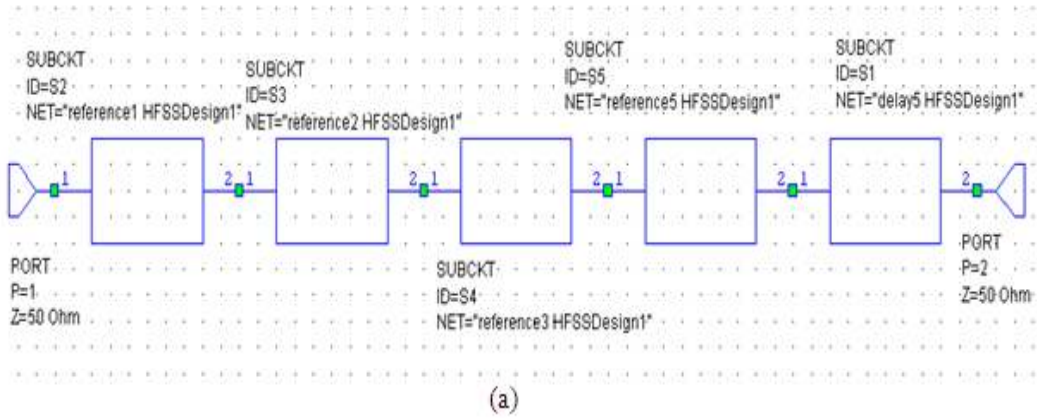 SUBCKT
ID=S2
NET="reference1 HFSSDesign1"
SUBCKT
ID=S3
NET="reference2 HFSSDesign1"
SUBCKT
ID=S5
NET="reference5 HFSSDesign1"
SUBCKT
ID=S1
NET="delay5 HFSSDesign1"
1
2 1
2 1
2 1
2 1
2
PORT
P=1
Z=50 Ohm
SUBCKT
ID=S4
NET="reference3 HFSSDesign1"
PORT
P=2
Z=50 Ohm
(a)